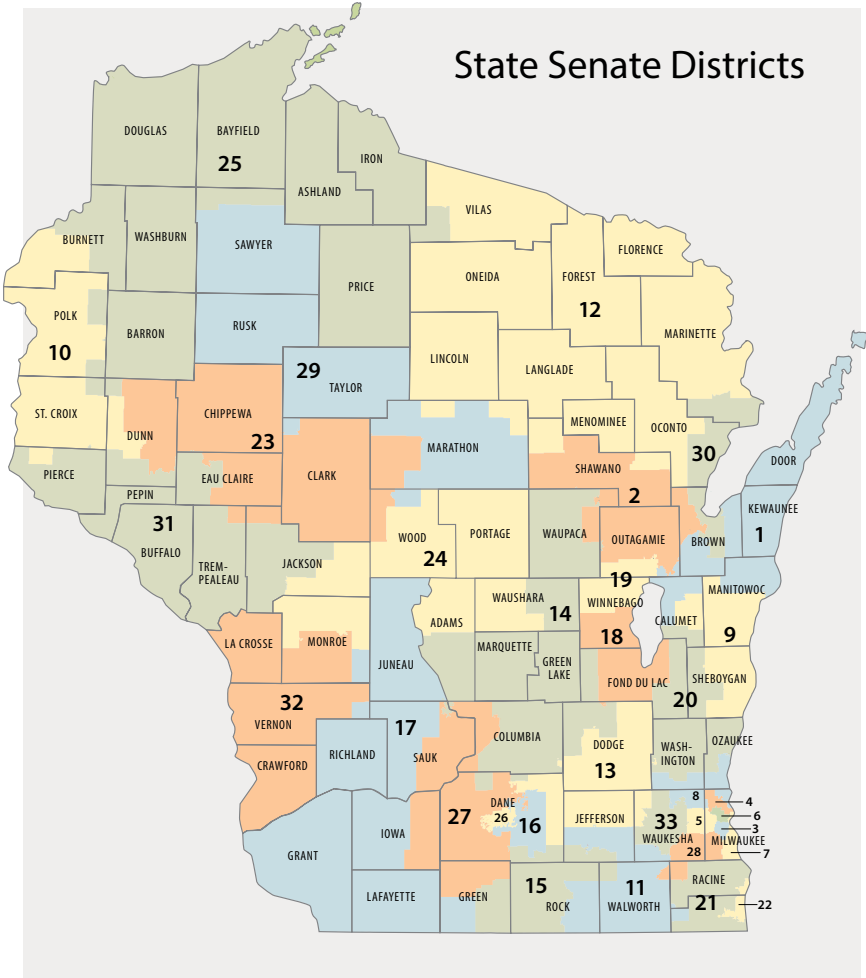 State Senate Districts
DOUGLAS
BAYFIELD
25
ASHLAND
IRON
VILAS
BURNETT
WASHBURN
SAWYER
PRICE
ONEIDA
FOREST
12
FLORENCE
MARINETTE
POLK
10
BARRON
RUSK
29
TAYLOR
LINCOLN
LANGLADE
ST. CROIX
DUNN
CHIPPEWA
23
CLARK
MARATHON
MENOMINEE
OCONTO
30
SHAWANO
2
DOOR
PIERCE
PEPIN
EAU CLAIRE
31
BUFFALO
TREM-
PEALEAU
JACKSON
WOOD
24
PORTAGE
WAUPACA
OUTAGAMIE
BROWN
KEWAUNEE
1
19
WINNEBAGO
18
CALUMET
MANITOWOC
9
ADAMS
WAUSHARA
14
LA CROSSE
MONROE
JUNEAU
MARQUETTE
GREEN
LAKE
FOND DU LAC
20
SHEBOYGAN
32
VERNON
CRAWFORD
RICHLAND
17
SAUK
COLUMBIA
DODGE
13
WASH-
INGTON
OZAUKEE
GRANT
IOWA
27
DANE
26
16
JEFFERSON
33
WAUKESHA
8
5
28
4
6
3
MILWAUKEE
7
LAFAYETTE
GREEN
15
ROCK
11
WALWORTH
RACINE
21
22